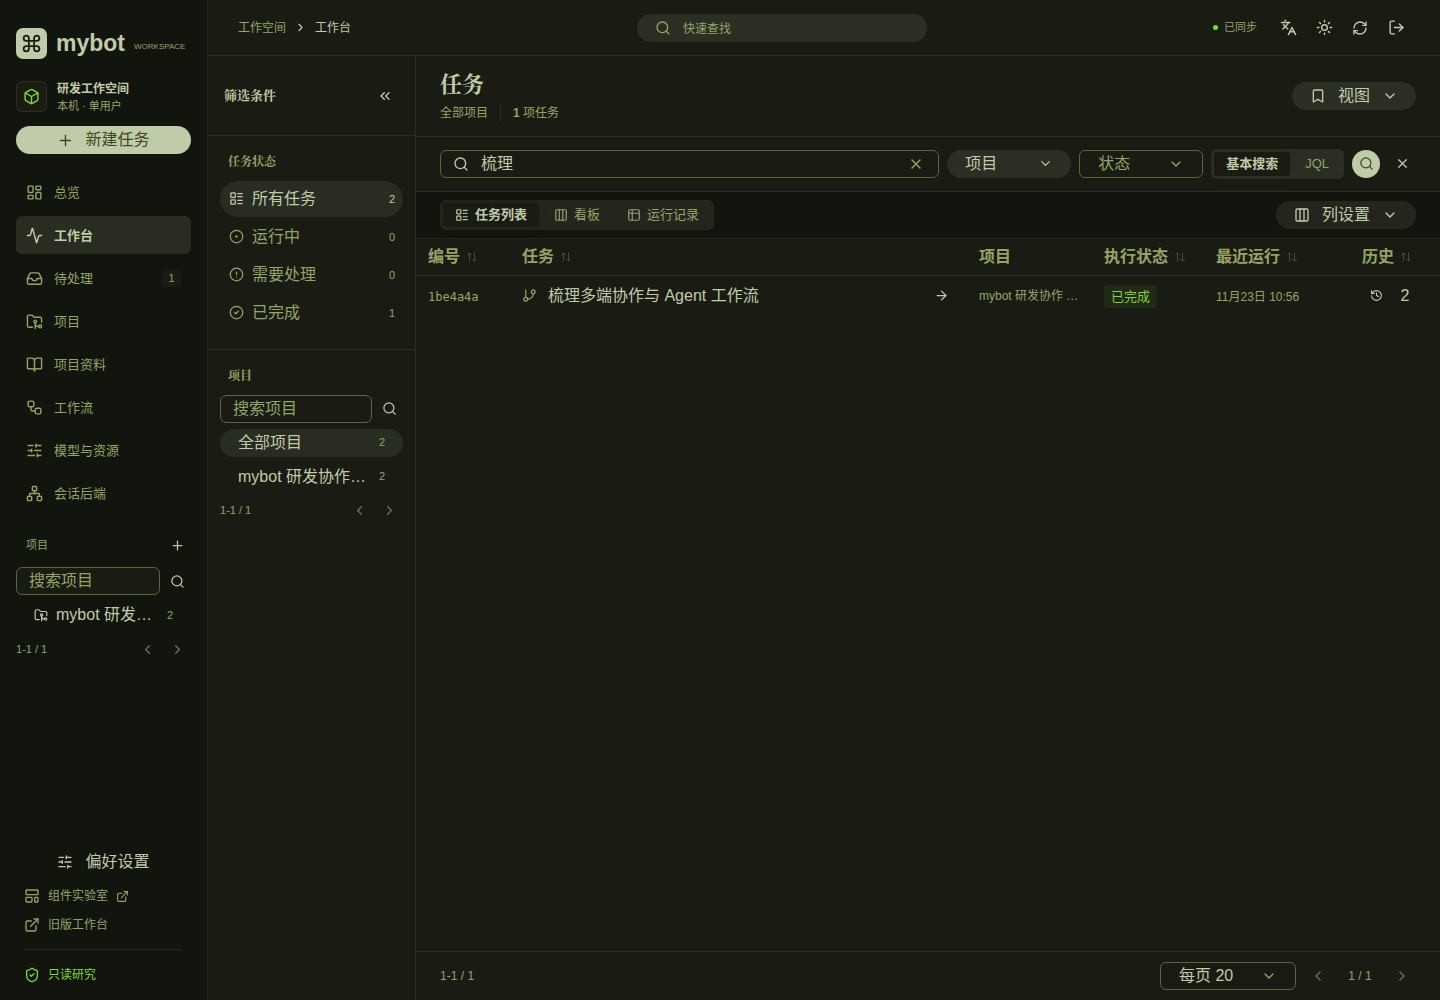 mybot WORKSPACE
研发工作空间
本机 · 单用户
新建任务
总览
工作台
待处理 1
项目
项目资料
工作流
模型与资源
会话后端
项目
搜索项目
mybot 研发… 2
1-1 / 1
偏好设置
组件实验室
旧版工作台
只读研究
工作空间 工作台
快速查找
已同步
筛选条件
任务状态
所有任务 2
运行中 0
需要处理 0
已完成 1
项目
搜索项目
全部项目 2
mybot 研发协作… 2
1-1 / 1
任务
全部项目 1 项任务
视图
梳理 项目 状态 基本搜索 JQL
任务列表 看板 运行记录 列设置
编号 任务 项目 执行状态 最近运行 历史
1be4a4a 梳理多端协作与 Agent 工作流 mybot 研发协作 … 已完成 11月23日 10:56 2
1-1 / 1 每页 20 1 / 1